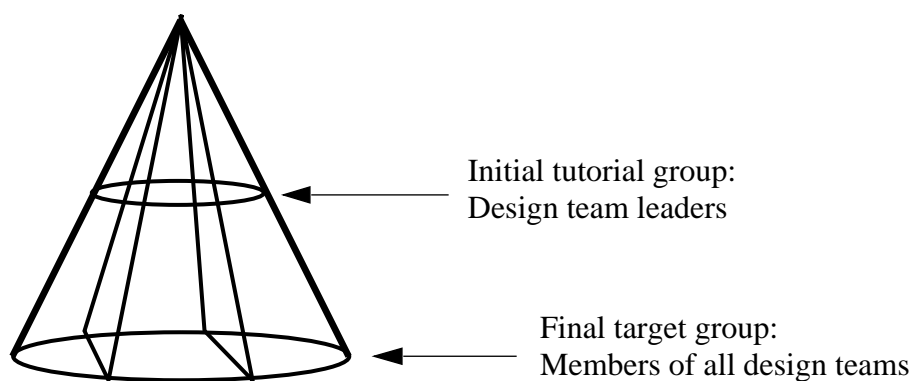 Initial tutorial group:
Design team leaders
Final target group:
Members of all design teams